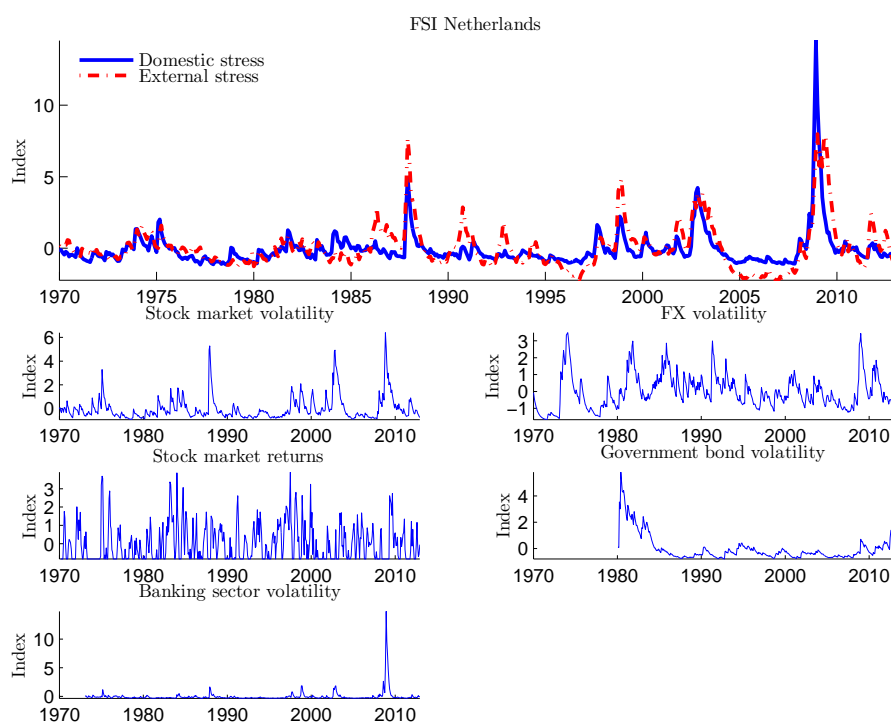 FSI Netherlands
Domestic stress
External stress
Index
10
5
0
1970 1975 1980 1985 1990 1995 2000 2005 2010
Stock market volatility
Index
6
4
2
0
1970 1980 1990 2000 2010
FX volatility
Index
3
2
1
0
−1
1970 1980 1990 2000 2010
Stock market returns
Index
3
2
1
0
1970 1980 1990 2000 2010
Government bond volatility
Index
4
2
0
1970 1980 1990 2000 2010
Banking sector volatility
Index
10
5
0
1970 1980 1990 2000 2010